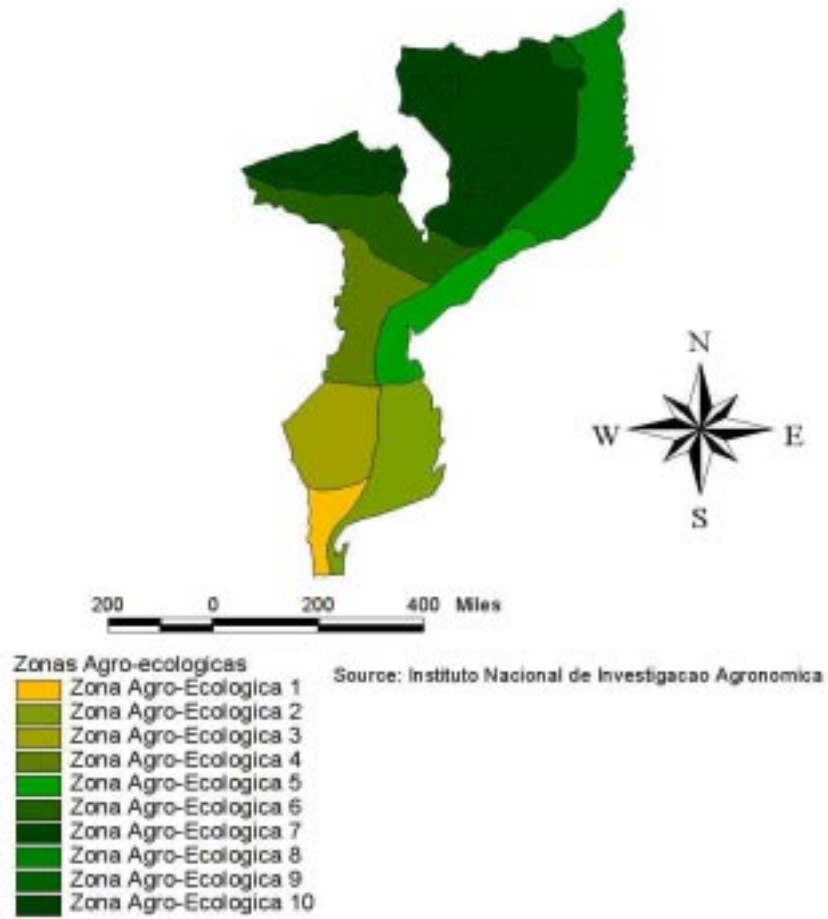 N
W E
S
200 0 200 400 Miles
Zonas Agro-ecologicas
Source: Instituto Nacional de Investigacao Agronomica
Zona Agro-Ecologica 1
Zona Agro-Ecologica 2
Zona Agro-Ecologica 3
Zona Agro-Ecologica 4
Zona Agro-Ecologica 5
Zona Agro-Ecologica 6
Zona Agro-Ecologica 7
Zona Agro-Ecologica 8
Zona Agro-Ecologica 9
Zona Agro-Ecologica 10